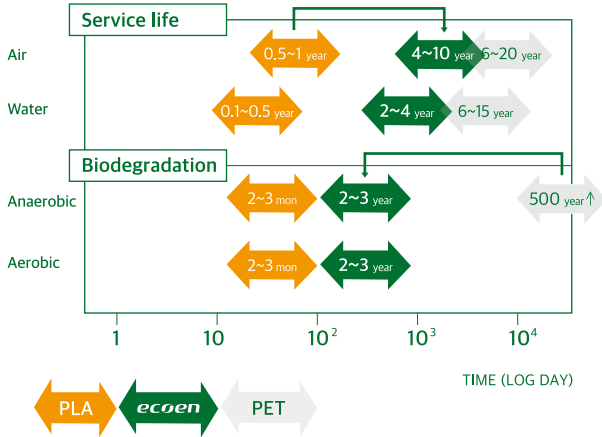 Service life
Air
0.5~1 year
4~10 year
6~20 year
Water
0.1~0.5 year
2~4 year
6~15 year
Biodegradation
Anaerobic
2~3 mon
2~3 year
500 year↑
Aerobic
2~3 mon
2~3 year
1 10 10² 10³ 10⁴
TIME (LOG DAY)
PLA ecoen PET